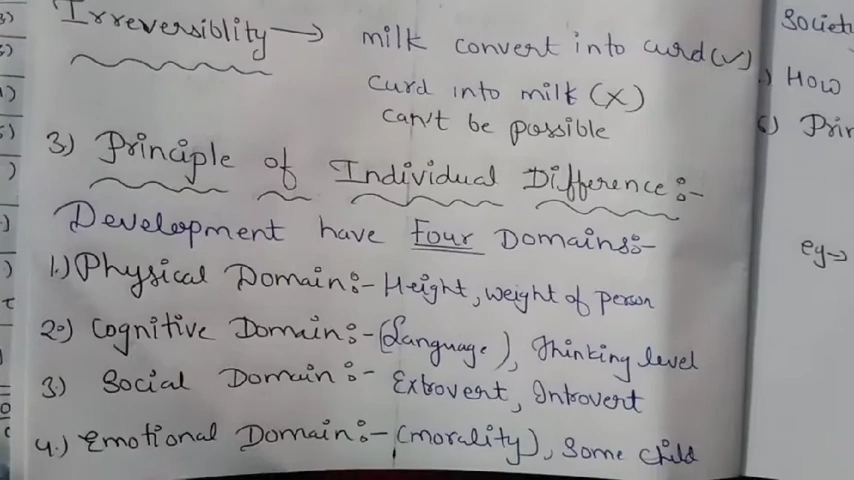 Irreversiblity → milk convert into curd (✓)
curd into milk (X)
can't be possible
3) Principle of Individual Difference:-
Development have Four Domains:-
1.) Physical Domain:- Height, weight of person
2.) Cognitive Domain:- (Language), Thinking level
3) Social Domain:- Extrovert, Introvert
4.) Emotional Domain:- (morality), Some child
How
eg→